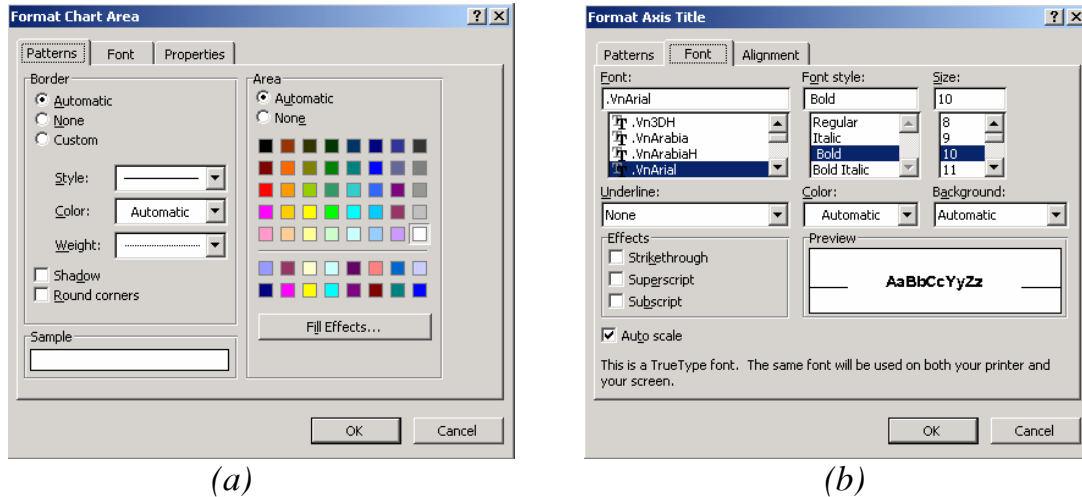 Format Chart Area
Patterns Font Properties
Border
Automatic
None
Custom
Style:
Color: Automatic
Weight:
Shadow
Round corners
Sample
Area
Automatic
None
Fill Effects...
OK Cancel
(a)
Format Axis Title
Patterns Font Alignment
Font: Font style: Size:
.VnArial Bold 10
.Vn3DH Regular 8
.VnArabia Italic 9
.VnArabiaH Bold 10
.VnArial Bold Italic 11
Underline: Color: Background:
None Automatic Automatic
Effects
Strikethrough
Superscript
Subscript
Preview
AaBbCcYyZz
Auto scale
This is a TrueType font. The same font will be used on both your printer and
your screen.
OK Cancel
(b)